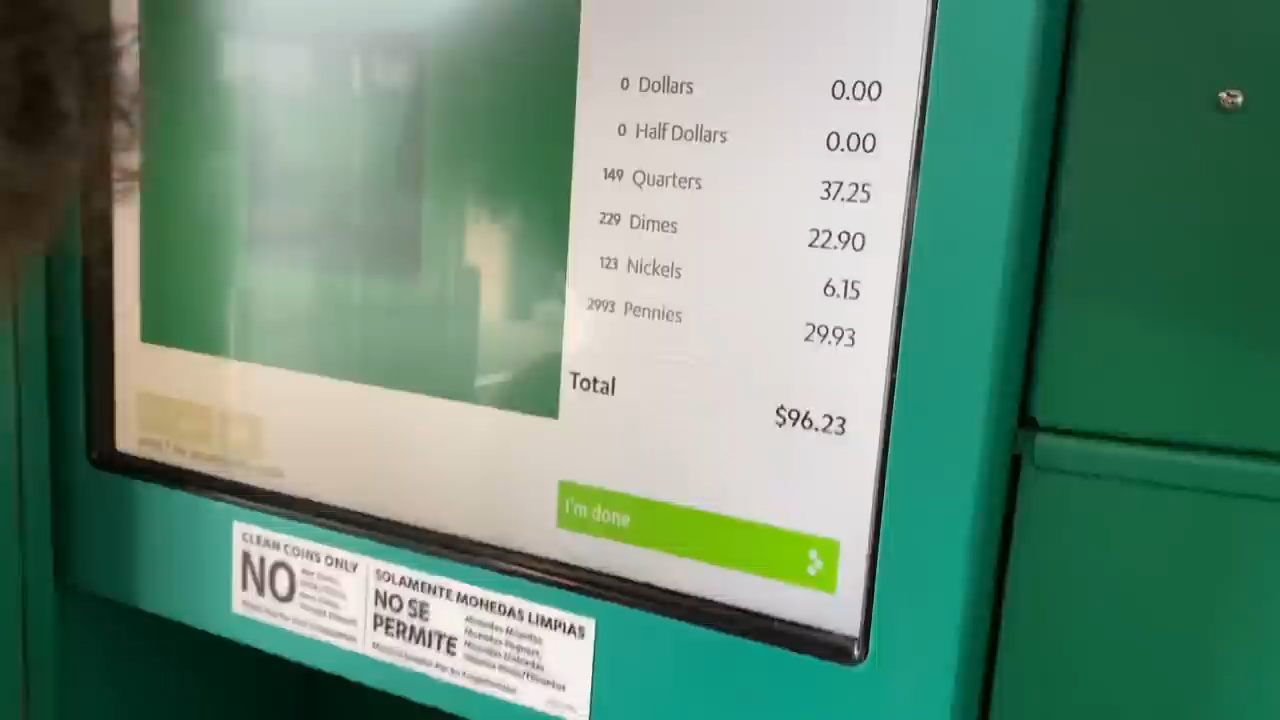 0 Dollars 0.00
0 Half Dollars 0.00
149 Quarters 37.25
229 Dimes 22.90
123 Nickels 6.15
2993 Pennies 29.93
Total
$96.23
I'm done
CLEAN COINS ONLY
NO
SOLAMENTE MONEDAS LIMPIAS
NO SE
PERMITE